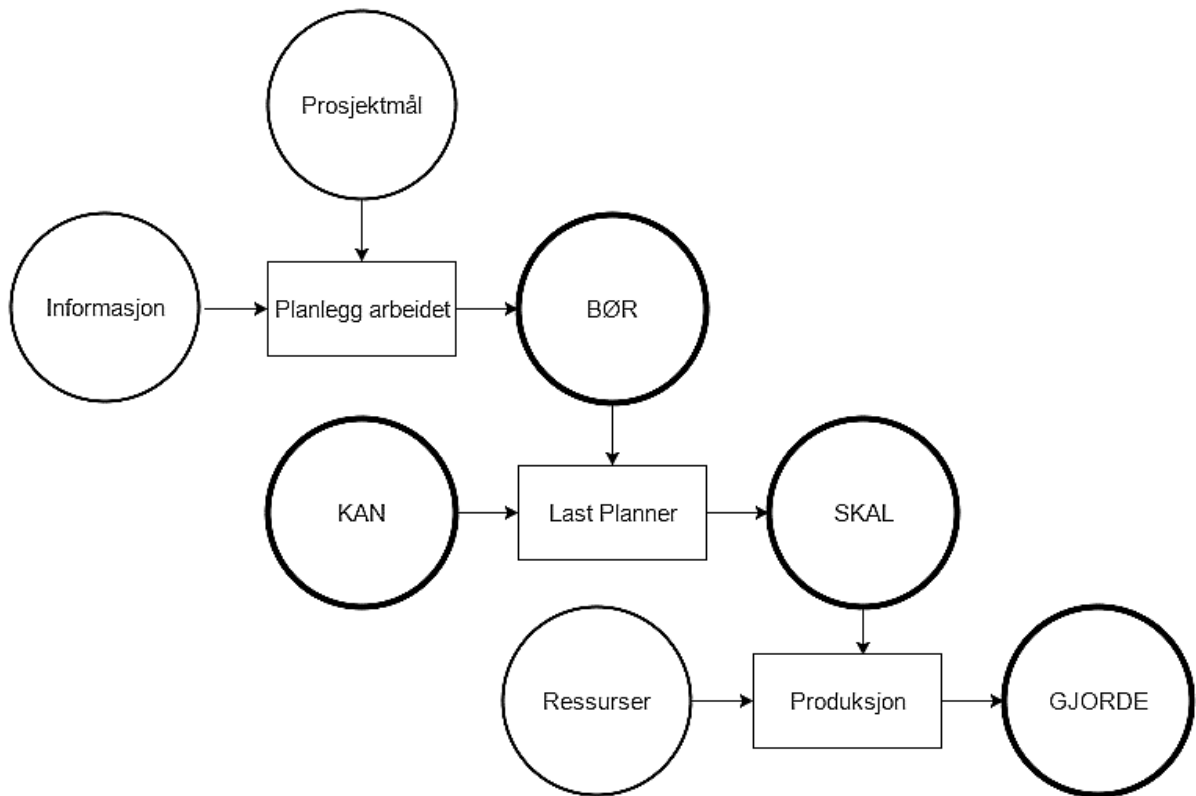 Prosjektmål
Informasjon
Planlegg arbeidet
BØR
KAN
Last Planner
SKAL
Ressurser
Produksjon
GJORDE